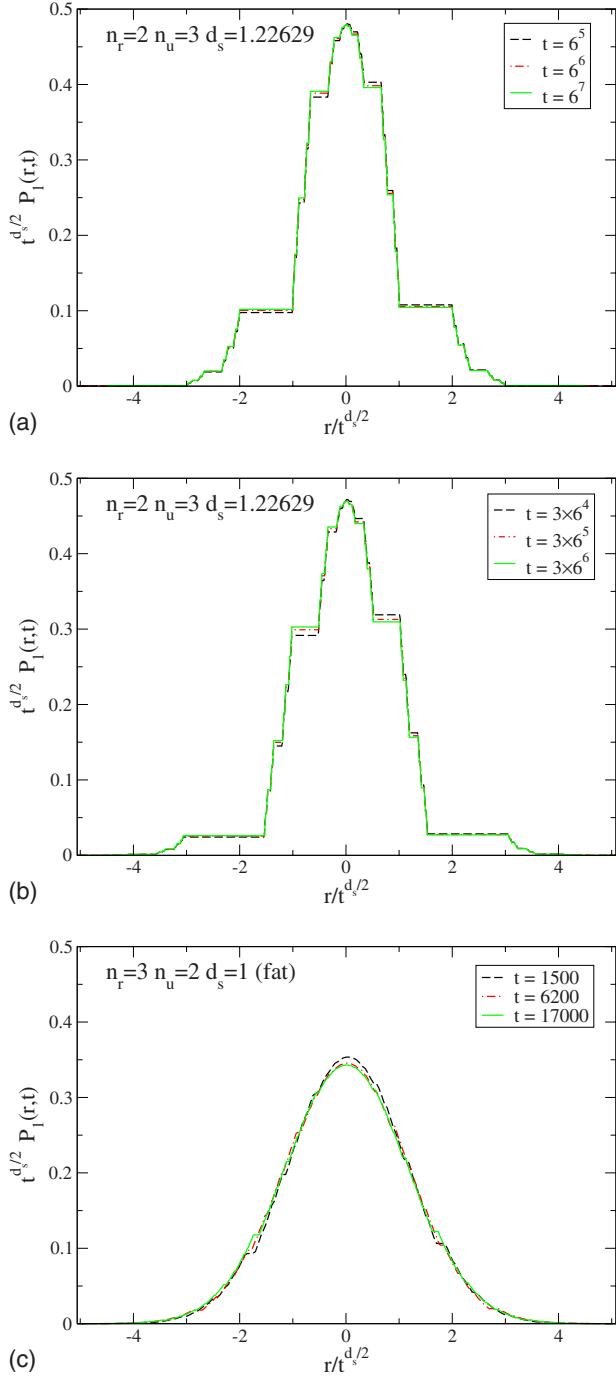 n_r=2 n_u=3 d_s=1.22629
t = 6^5
t = 6^6
t = 6^7
0.5
0.4
0.3
0.2
0.1
0
t^{d_s/2} P_1(r,t)
-4 -2 0 2 4
r/t^{d_s/2}
(a)
n_r=2 n_u=3 d_s=1.22629
t = 3×6^4
t = 3×6^5
t = 3×6^6
0.5
0.4
0.3
0.2
0.1
0
t^{d_s/2} P_1(r,t)
-4 -2 0 2 4
r/t^{d_s/2}
(b)
n_r=3 n_u=2 d_s=1 (fat)
t = 1500
t = 6200
t = 17000
0.5
0.4
0.3
0.2
0.1
0
t^{d_s/2} P_1(r,t)
-4 -2 0 2 4
r/t^{d_s/2}
(c)